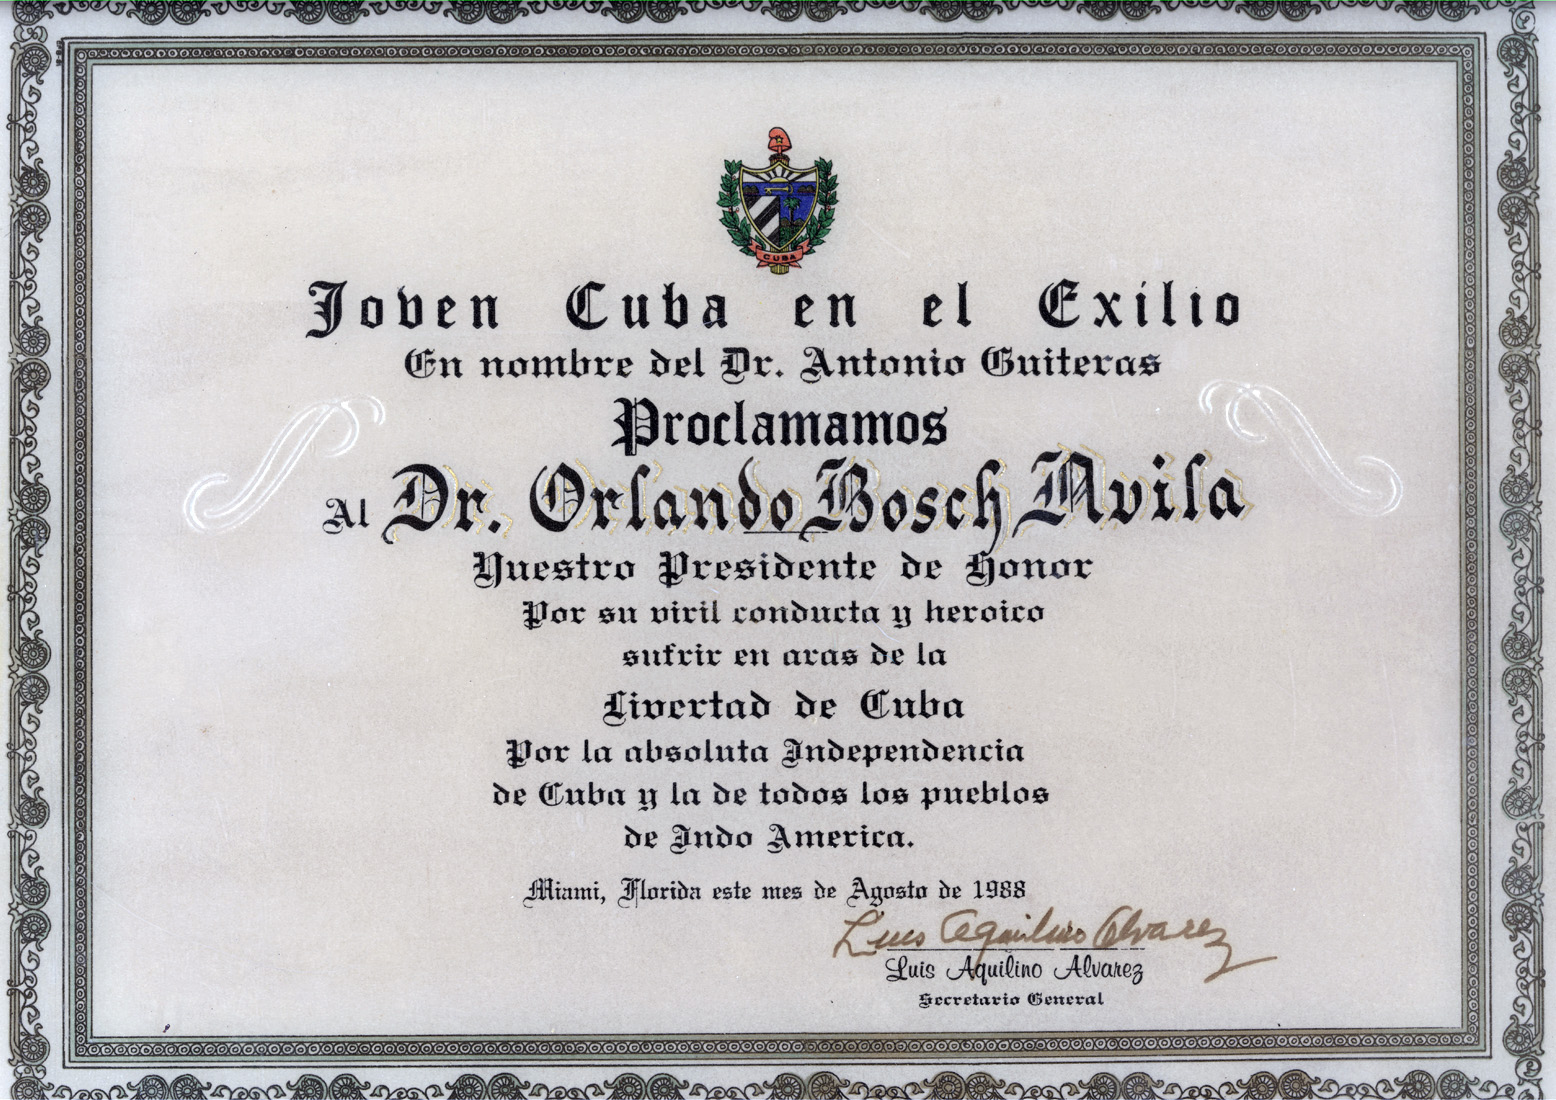 CUBA
Joven Cuba en el Exilio
En nombre del Dr. Antonio Guiteras
Proclamamos
Al Dr. Orlando Bosch Avila
Nuestro Presidente de Honor
Por su viril conducta y heroico
sufrir en aras de la
Livertad de Cuba
Por la absoluta Independencia
de Cuba y la de todos los pueblos
de Indo America.
Miami, Florida este mes de Agosto de 1988
Luis Aquilino Alvarez
Luis Aquilino Alvarez
Secretario General